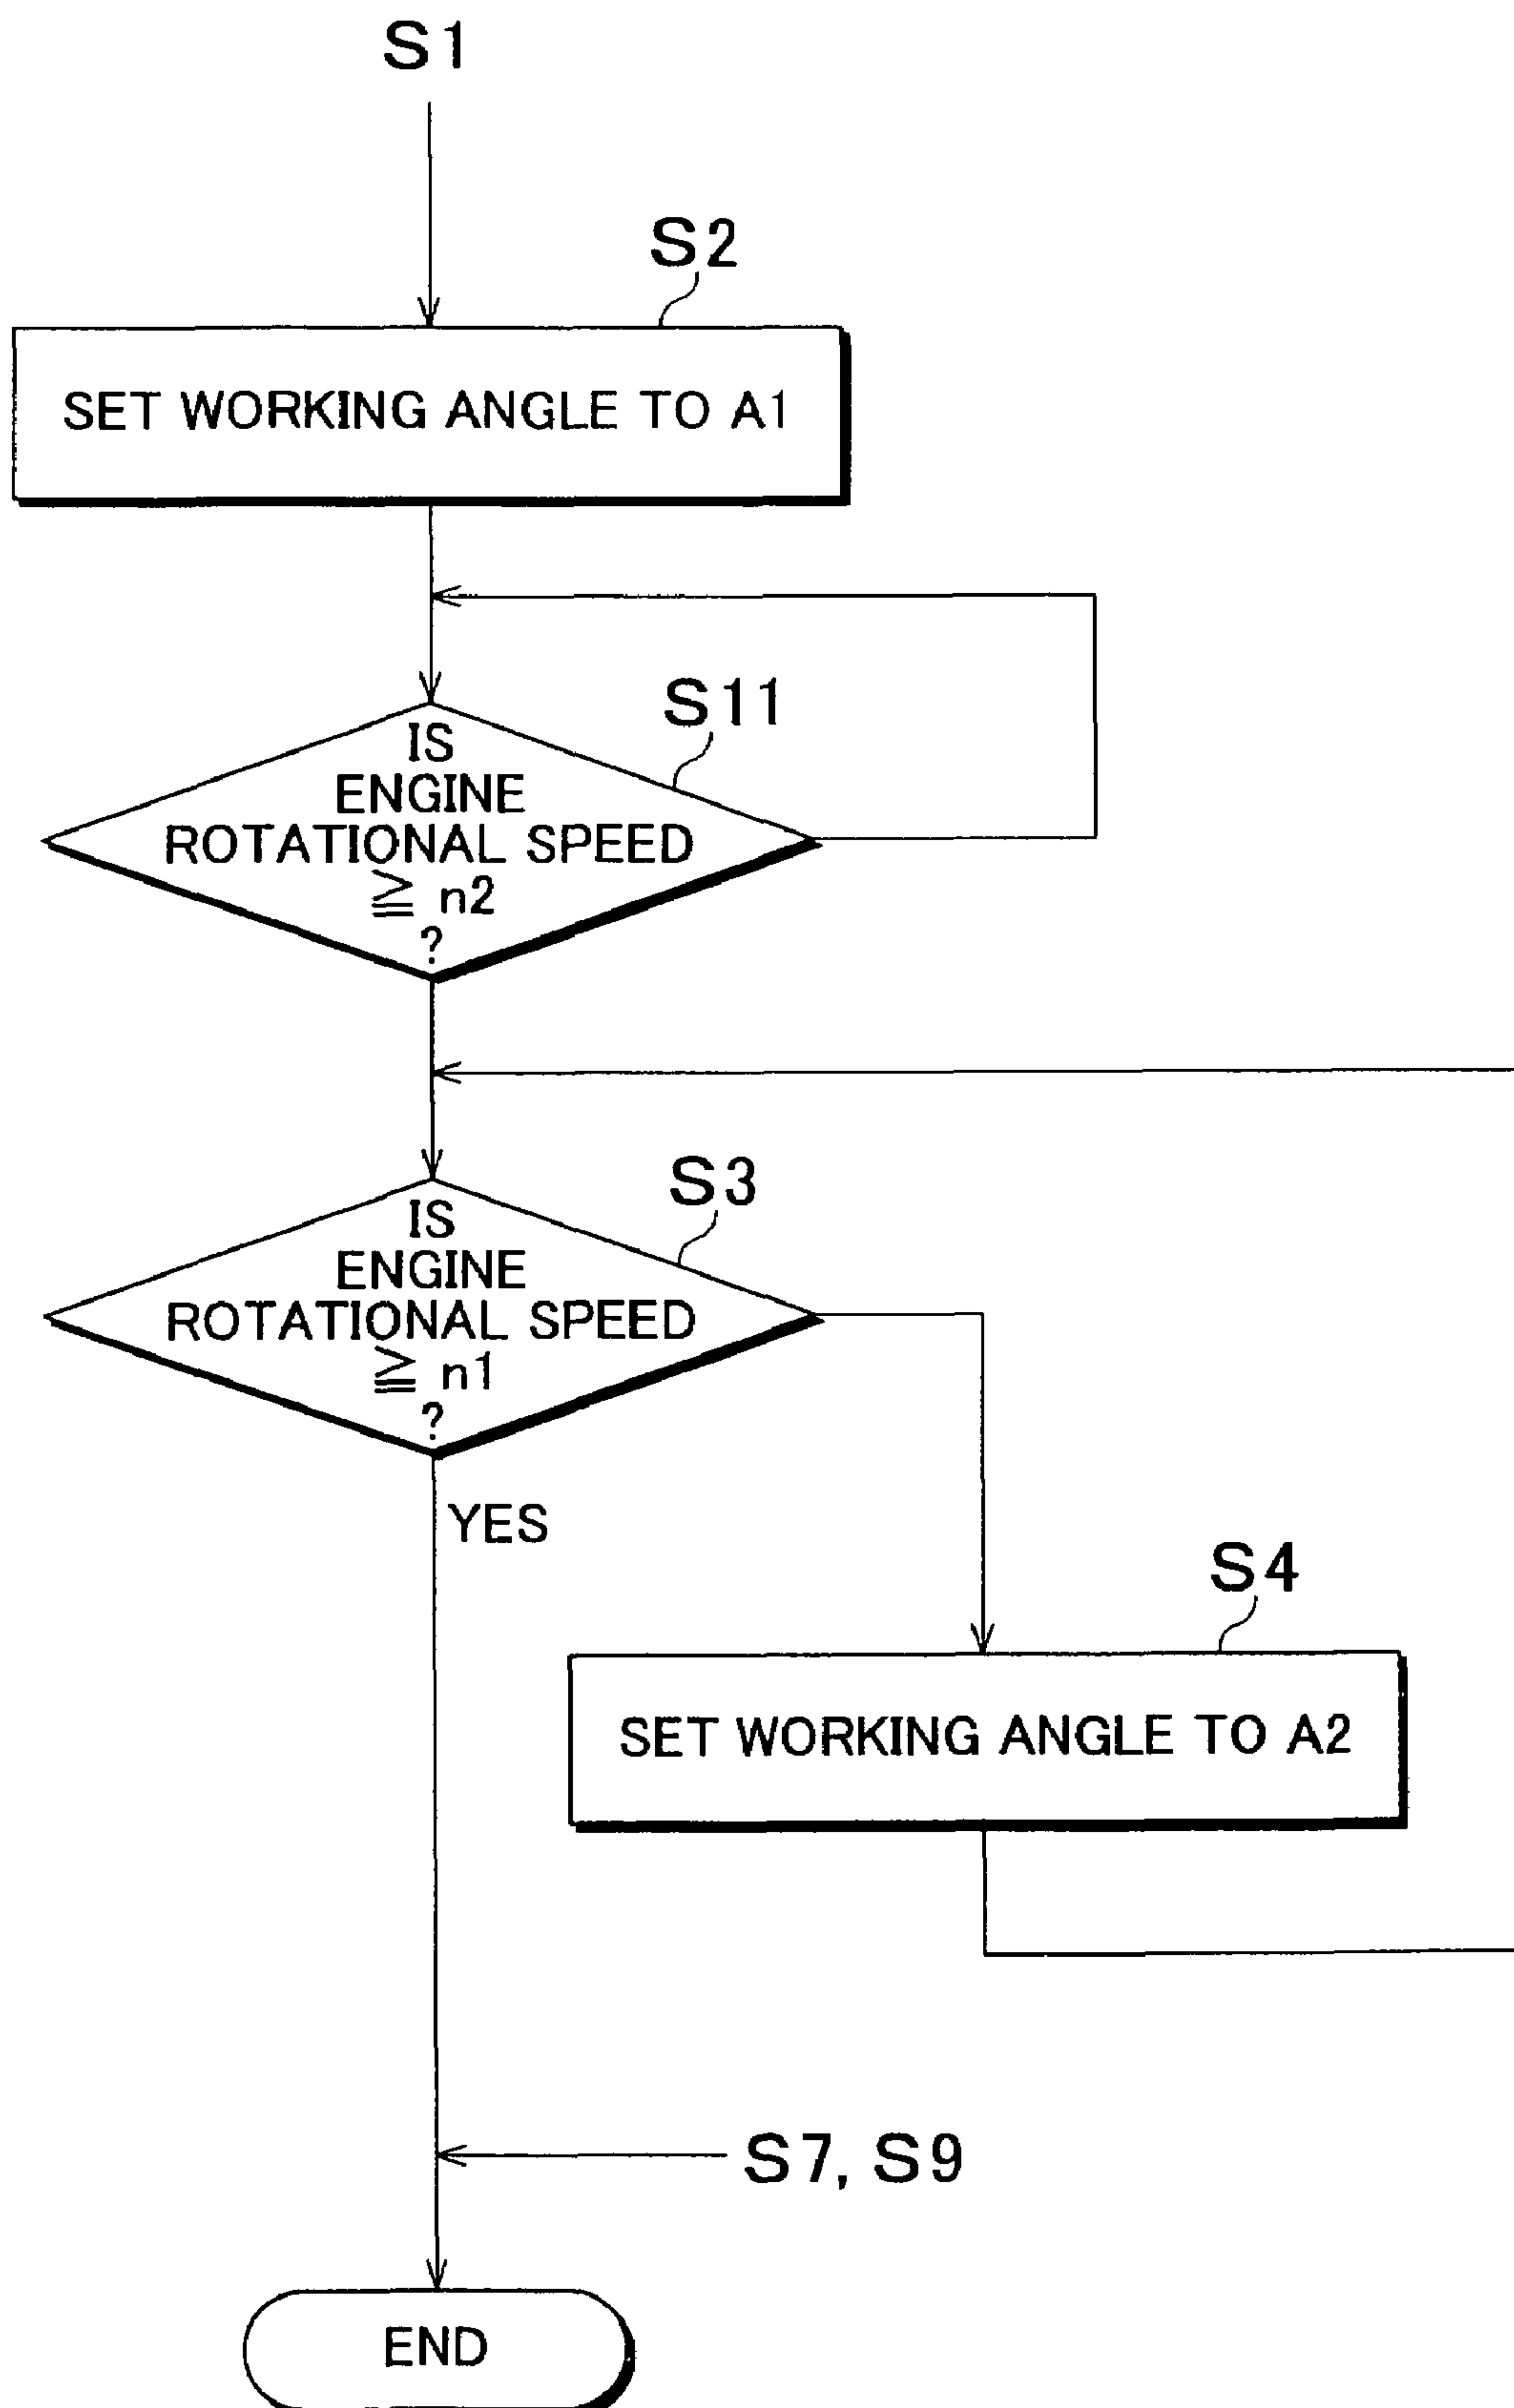 S1
S2
SET WORKING ANGLE TO A1
S11
IS
ENGINE
ROTATIONAL SPEED
≧ n2
?
S3
IS
ENGINE
ROTATIONAL SPEED
≧ n1
?
YES
S4
SET WORKING ANGLE TO A2
S7, S9
END